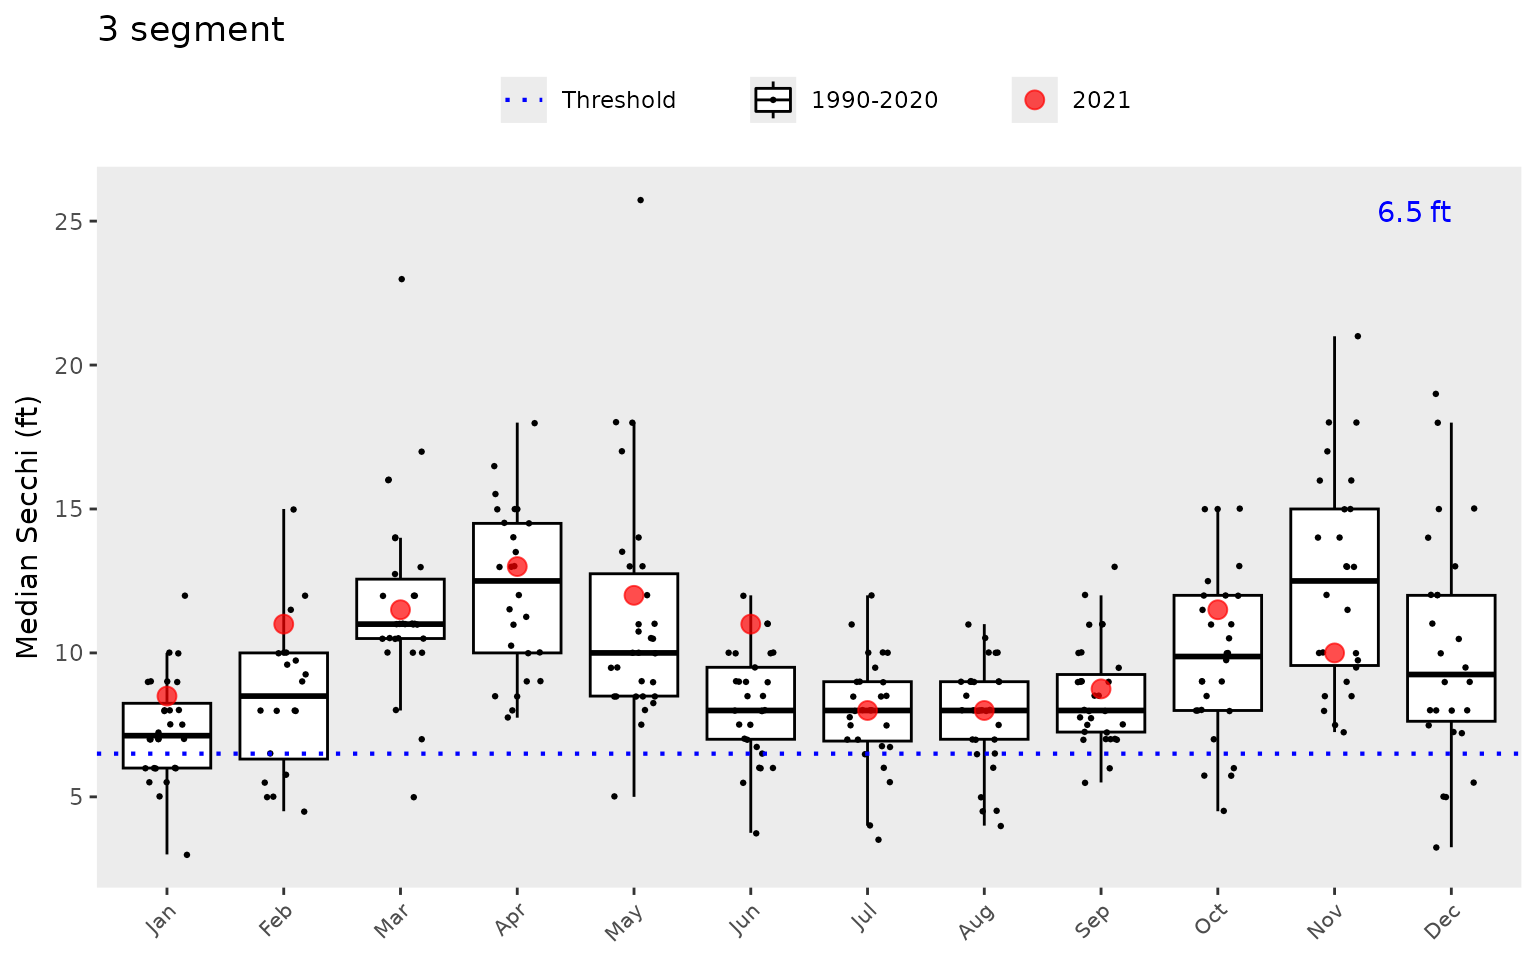 3 segment
Threshold 1990-2020 2021
6.5 ft
Median Secchi (ft)
25
20
15
10
5
Jan Feb Mar Apr May Jun Jul Aug Sep Oct Nov Dec